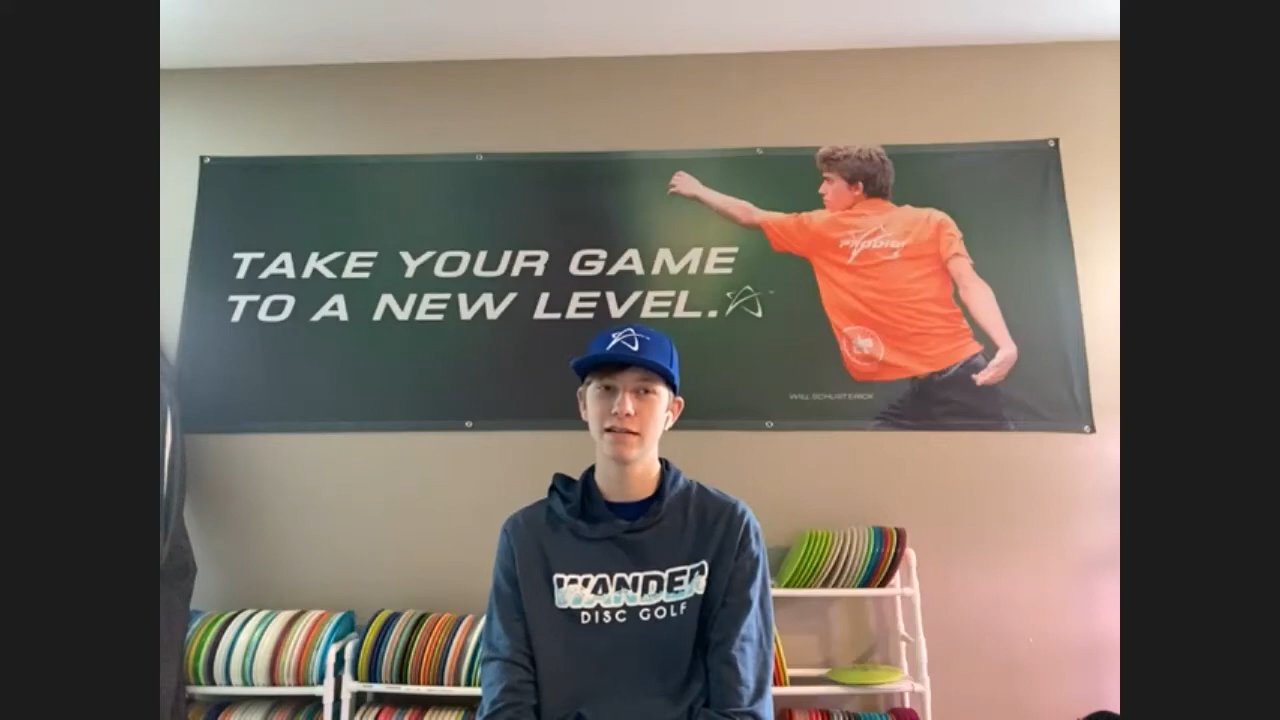 TAKE YOUR GAME
TO A NEW LEVEL.
PRODIGY
WILL SCHUSTERICK
WANDER
DISC GOLF